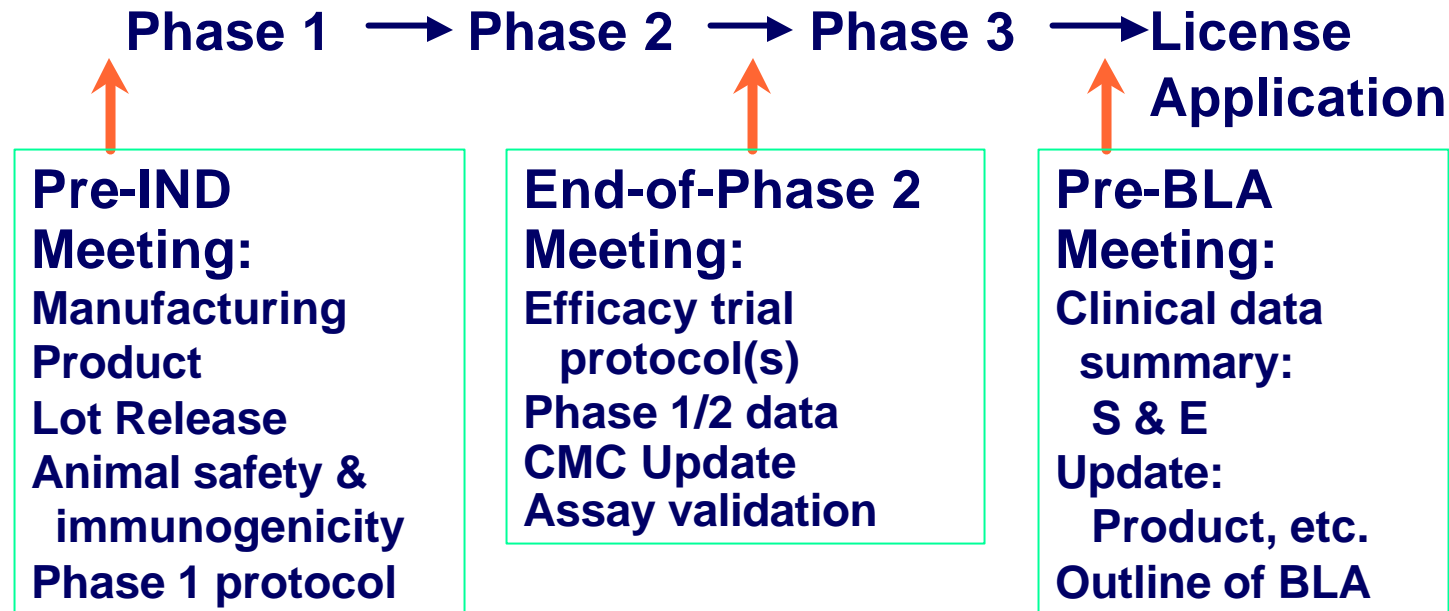 Phase 1 Phase 2 Phase 3 License
Application
Pre-IND
Meeting:
Manufacturing
Product
Lot Release
Animal safety &
immunogenicity
Phase 1 protocol
End-of-Phase 2
Meeting:
Efficacy trial
protocol(s)
Phase 1/2 data
CMC Update
Assay validation
Pre-BLA
Meeting:
Clinical data
summary:
S & E
Update:
Product, etc.
Outline of BLA